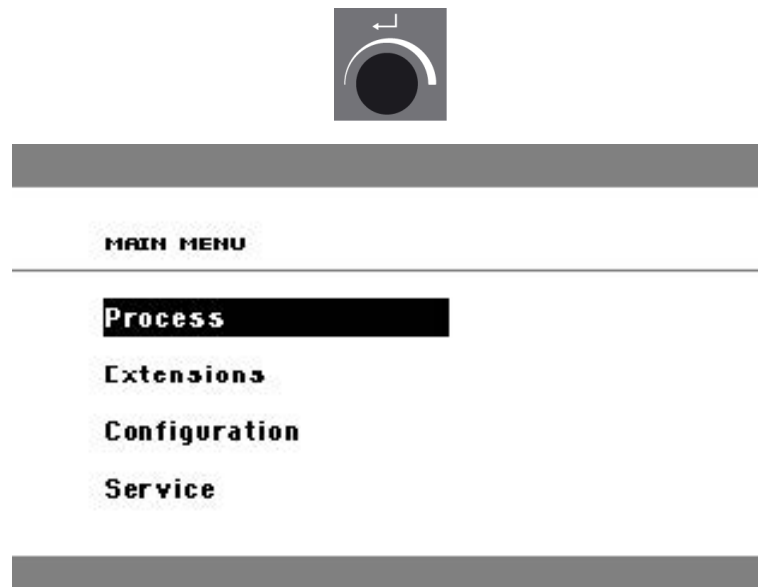 MAIN MENU
Process
Extensions
Configuration
Service